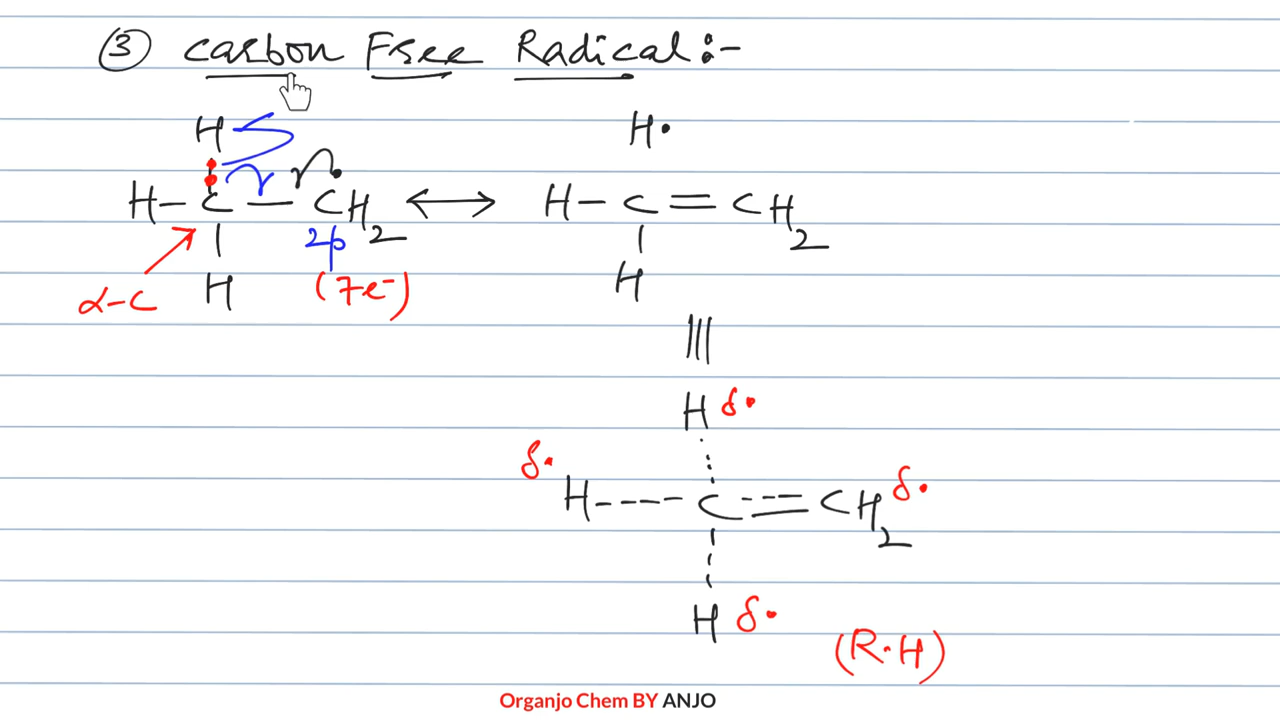 ③ Carbon Free Radical :-
H H•
H–C–CH2 ⟷ H–C=CH2
2p
α-C H (7e⁻) H
|||
H δ•
δ• δ•
H----C=CH2
H δ•
(R.H)
Organjo Chem BY ANJO